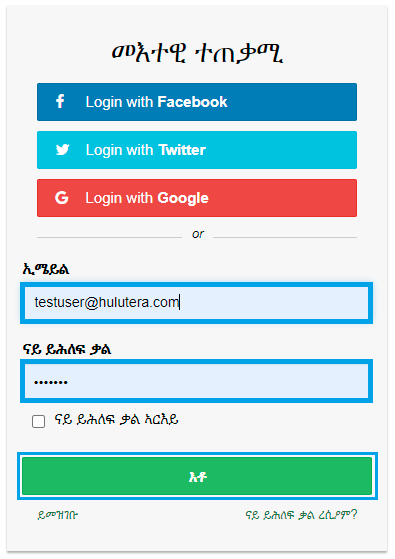 መእተዊ ተጠቃሚ
Login with Facebook
Login with Twitter
Login with Google
or
ኢሜይል
testuser@hulutera.com
ናይ ይሕለፍ ቃል
•••••••
ናይ ይሕለፍ ቃል ኣርእይ
እቶ
ይመዝገቡ
ናይ ይሕለፍ ቃል ረሲዖም?